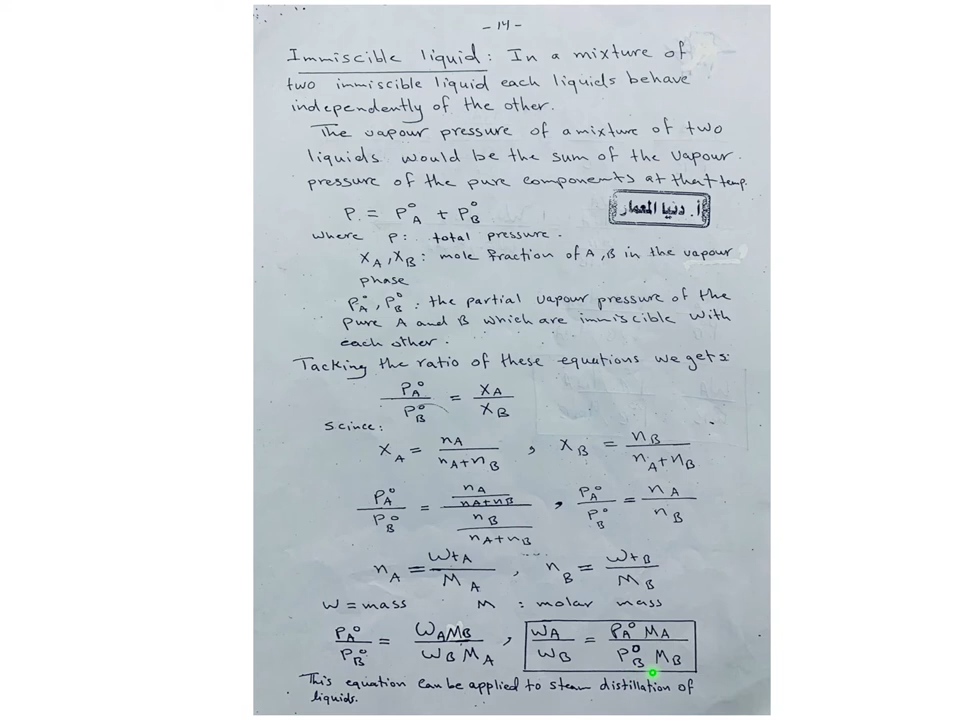 - 14 -
Immiscible liquid: In a mixture of
two immiscible liquid each liquids behave
independently of the other.
The vapour pressure of a mixture of two
liquids would be the sum of the vapour
pressure of the pure components at that temp.
P = P°A + P°B
أ. دنيا المعمار
where P: total pressure.
XA, XB: mole fraction of A, B in the vapour
phase
P°A, P°B: the partial vapour pressure of the
pure A and B which are immiscible with
each other.
Tacking the ratio of these equations we gets:
P°A / P°B = XA / XB
Scince:
XA = nA / (nA+nB) , XB = nB / (nA+nB)
P°A / P°B = (nA / (nA+nB)) / (nB / (nA+nB)) , P°A / P°B = nA / nB
nA = WtA / MA , nB = WtB / MB
W = mass M : molar mass
P°A / P°B = WA MB / WB MA , WA / WB = P°A MA / P°B MB
This equation can be applied to steam distillation of
liquids.